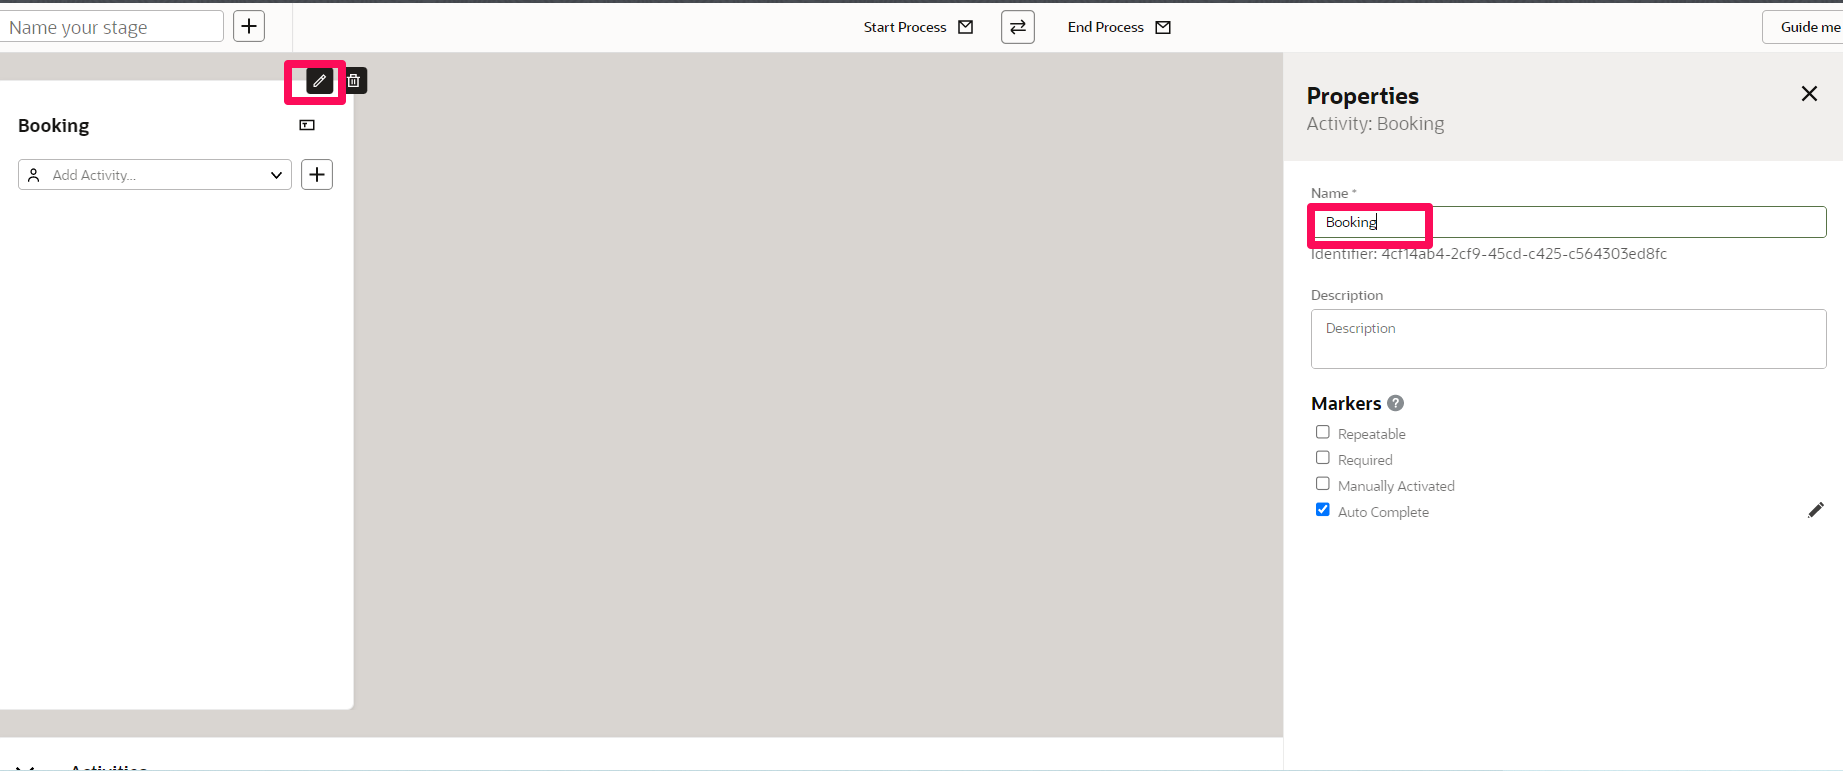 Name your stage
Start Process
End Process
Guide me
Booking
Add Activity...
Properties
Activity: Booking
Name *
Booking
Identifier: 4cf14ab4-2cf9-45cd-c425-c564303ed8fc
Description
Description
Markers ?
Repeatable
Required
Manually Activated
Auto Complete
Activities